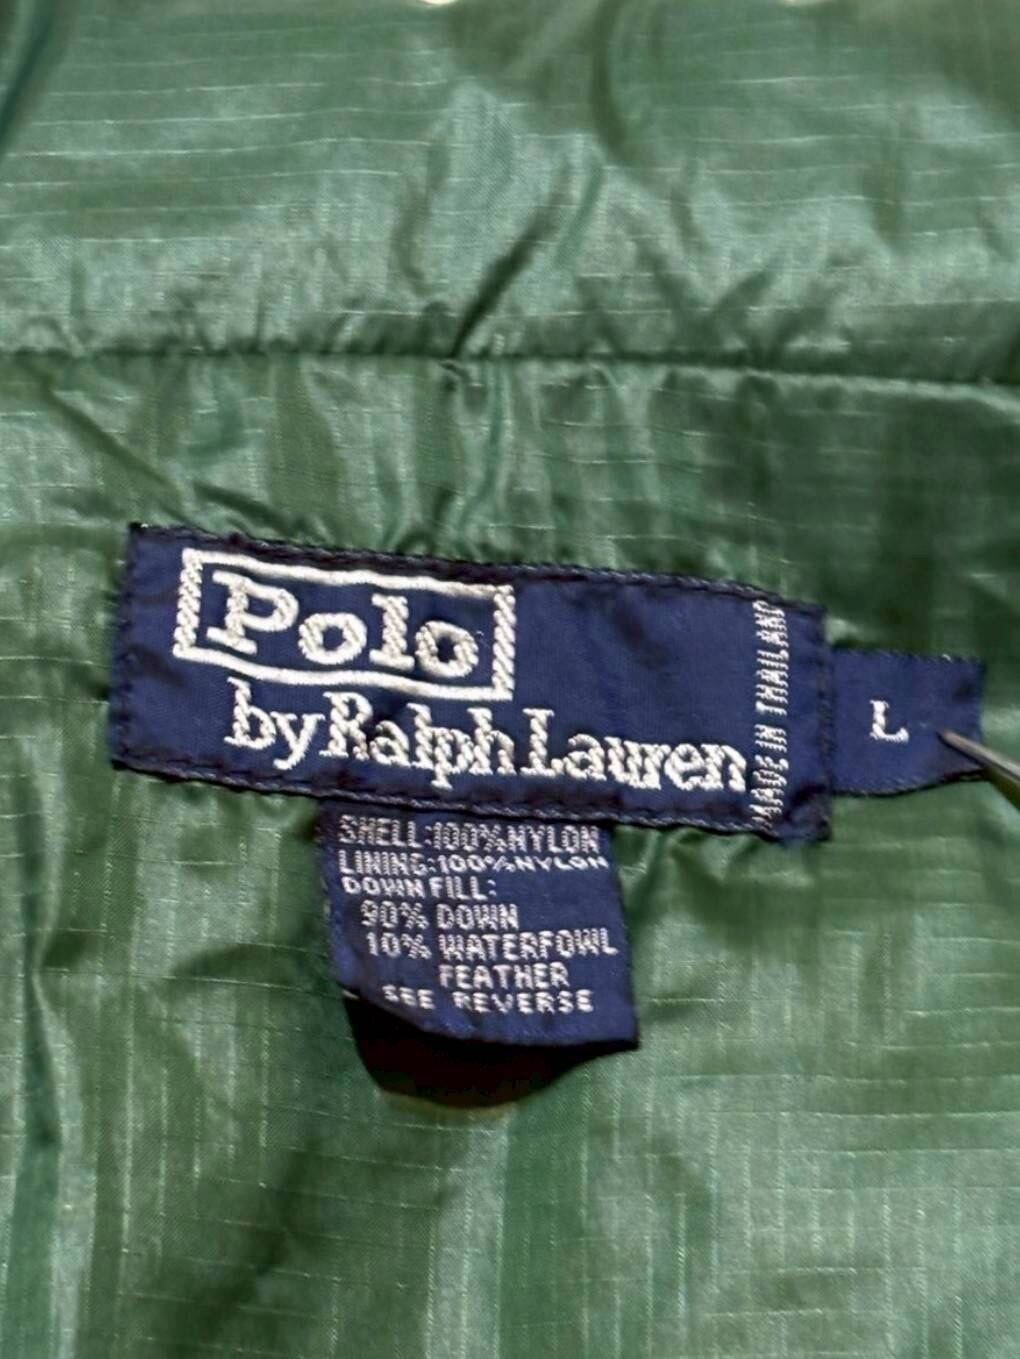 Polo
by Ralph Lauren
MADE IN THAILAND
L
SHELL:100%NYLON
LINING:100%NYLON
DOWN FILL:
90% DOWN
10% WATERFOWL
FEATHER
SEE REVERSE